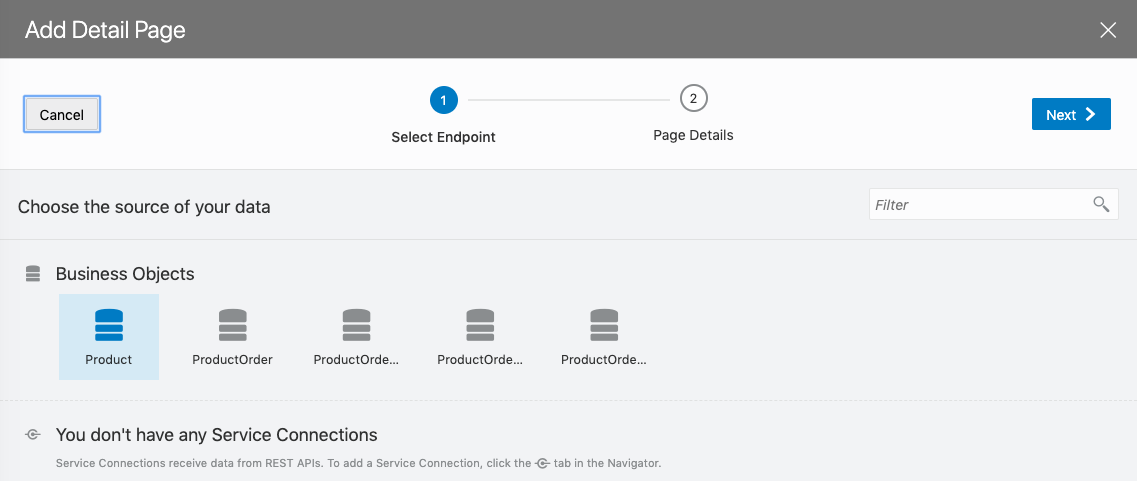 Add Detail Page
Cancel
1
2
Next
Select Endpoint
Page Details
Choose the source of your data
Filter
Business Objects
Product
ProductOrder
ProductOrde...
ProductOrde...
ProductOrde...
You don't have any Service Connections
Service Connections receive data from REST APIs. To add a Service Connection, click the tab in the Navigator.